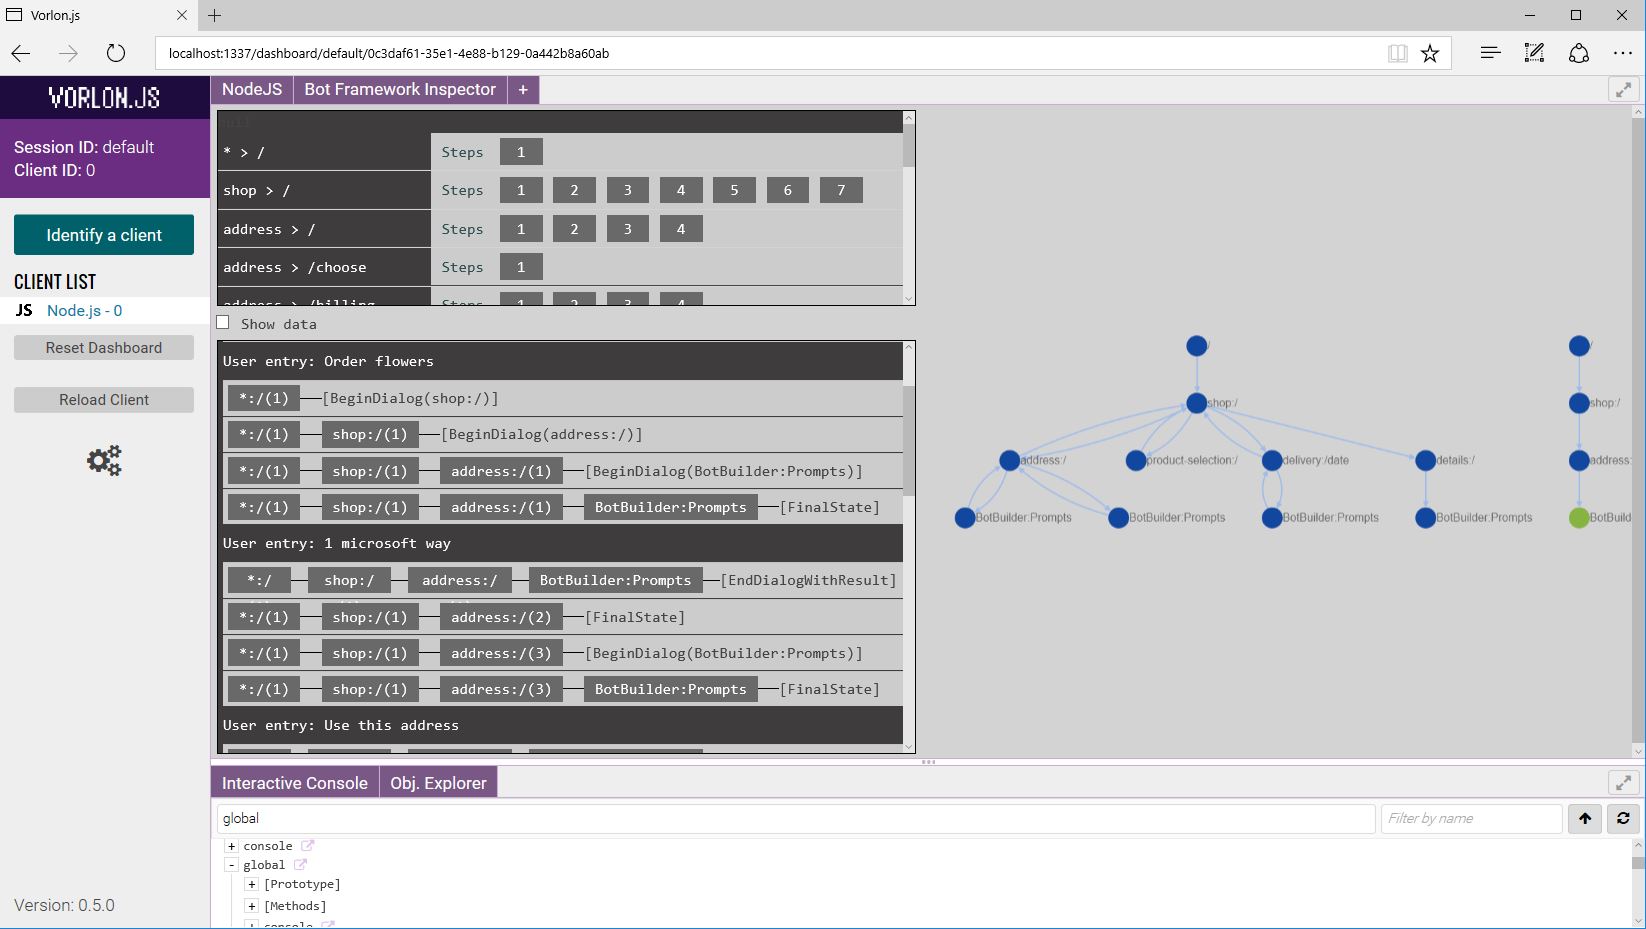 Vorlon.js
localhost:1337/dashboard/default/0c3daf61-35e1-4e88-b129-0a442b8a60ab
VORLON.JS
Session ID: default
Client ID: 0
Identify a client
CLIENT LIST
JS Node.js - 0
Reset Dashboard
Reload Client
Version: 0.5.0
NodeJS Bot Framework Inspector +
* > / Steps 1
shop > / Steps 1 2 3 4 5 6 7
address > / Steps 1 2 3 4
address > /choose Steps 1
address > /billing Steps 1 2 3 4
Show data
User entry: Order flowers
*:/(1) [BeginDialog(shop:/)]
*:/(1) shop:/(1) [BeginDialog(address:/)]
*:/(1) shop:/(1) address:/(1) [BeginDialog(BotBuilder:Prompts)]
*:/(1) shop:/(1) address:/(1) BotBuilder:Prompts [FinalState]
User entry: 1 microsoft way
*:/ shop:/ address:/ BotBuilder:Prompts [EndDialogWithResult]
*:/(1) shop:/(1) address:/(2) [FinalState]
*:/(1) shop:/(1) address:/(3) [BeginDialog(BotBuilder:Prompts)]
*:/(1) shop:/(1) address:/(3) BotBuilder:Prompts [FinalState]
User entry: Use this address
/ /
shop:/ shop:/
address:/ product-selection:/ delivery:/date details:/ address:
BotBuilder:Prompts BotBuilder:Prompts BotBuilder:Prompts BotBuilder:Prompts BotBuild
Interactive Console Obj. Explorer
global Filter by name
+ console
- global
+ [Prototype]
+ [Methods]
+ console